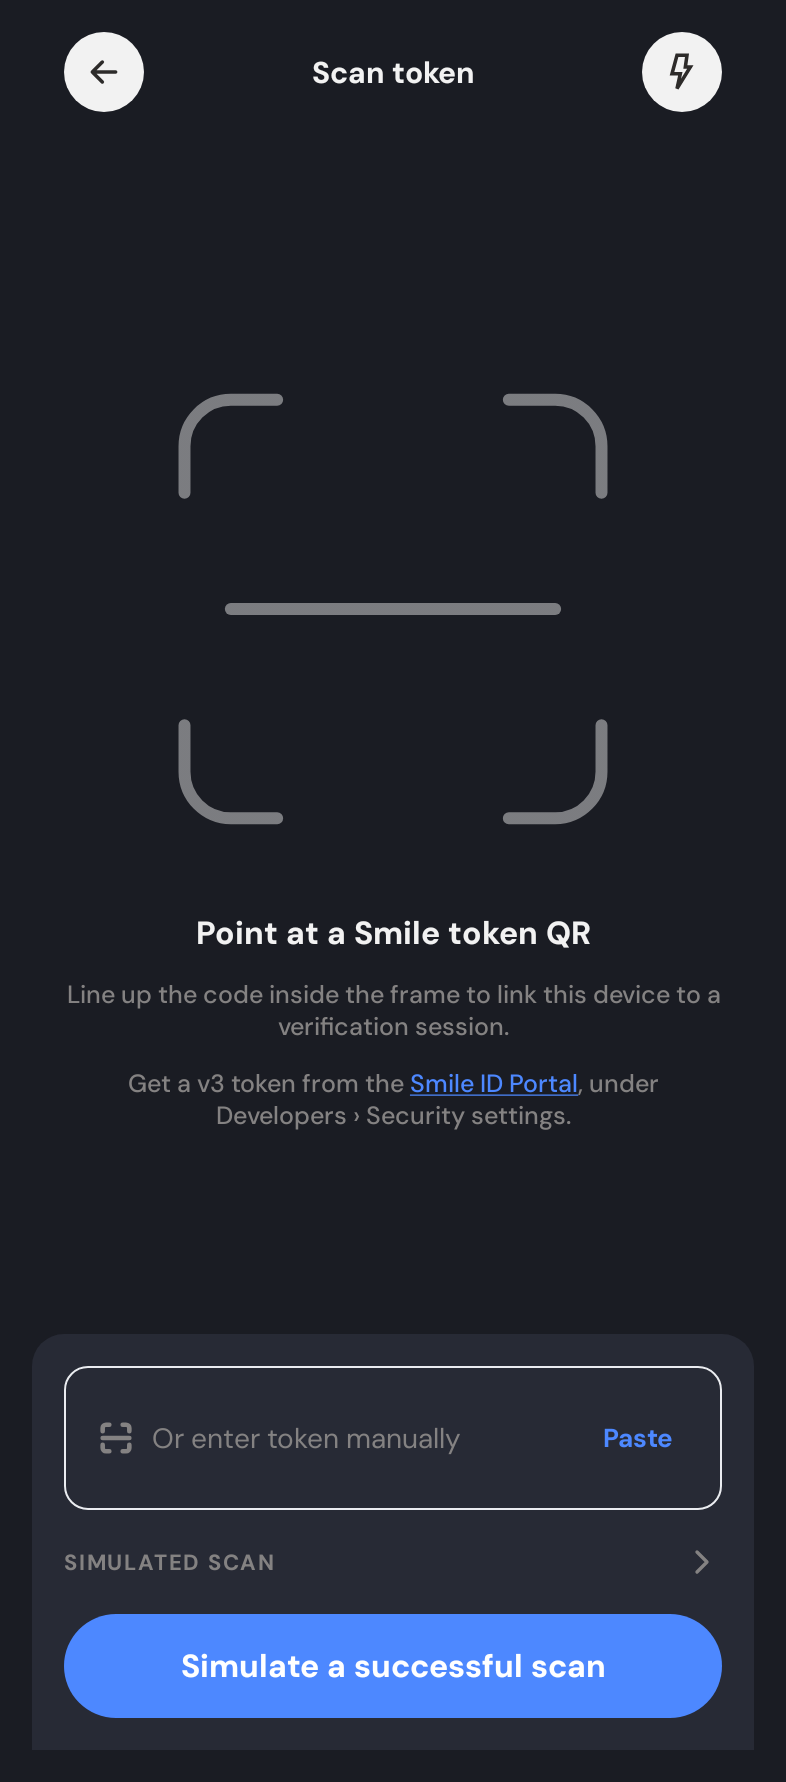 Scan token
Point at a Smile token QR
Line up the code inside the frame to link this device to a
verification session.
Get a v3 token from the Smile ID Portal, under
Developers › Security settings.
Or enter token manually
Paste
SIMULATED SCAN
Simulate a successful scan